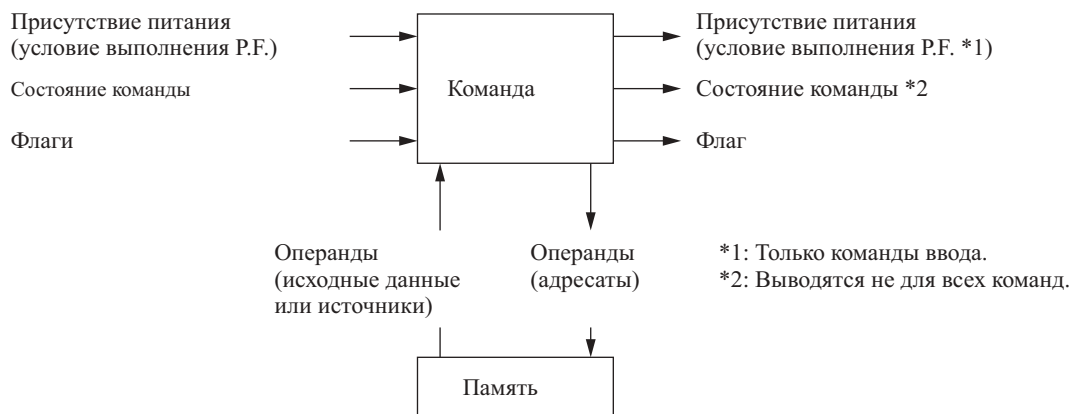 Присутствие питания
(условие выполнения P.F.)
Состояние команды
Флаги
Команда
Присутствие питания
(условие выполнения P.F. *1)
Состояние команды *2
Флаг
Операнды
(исходные данные
или источники)
Операнды
(адресаты)
*1: Только команды ввода.
*2: Выводятся не для всех команд.
Память